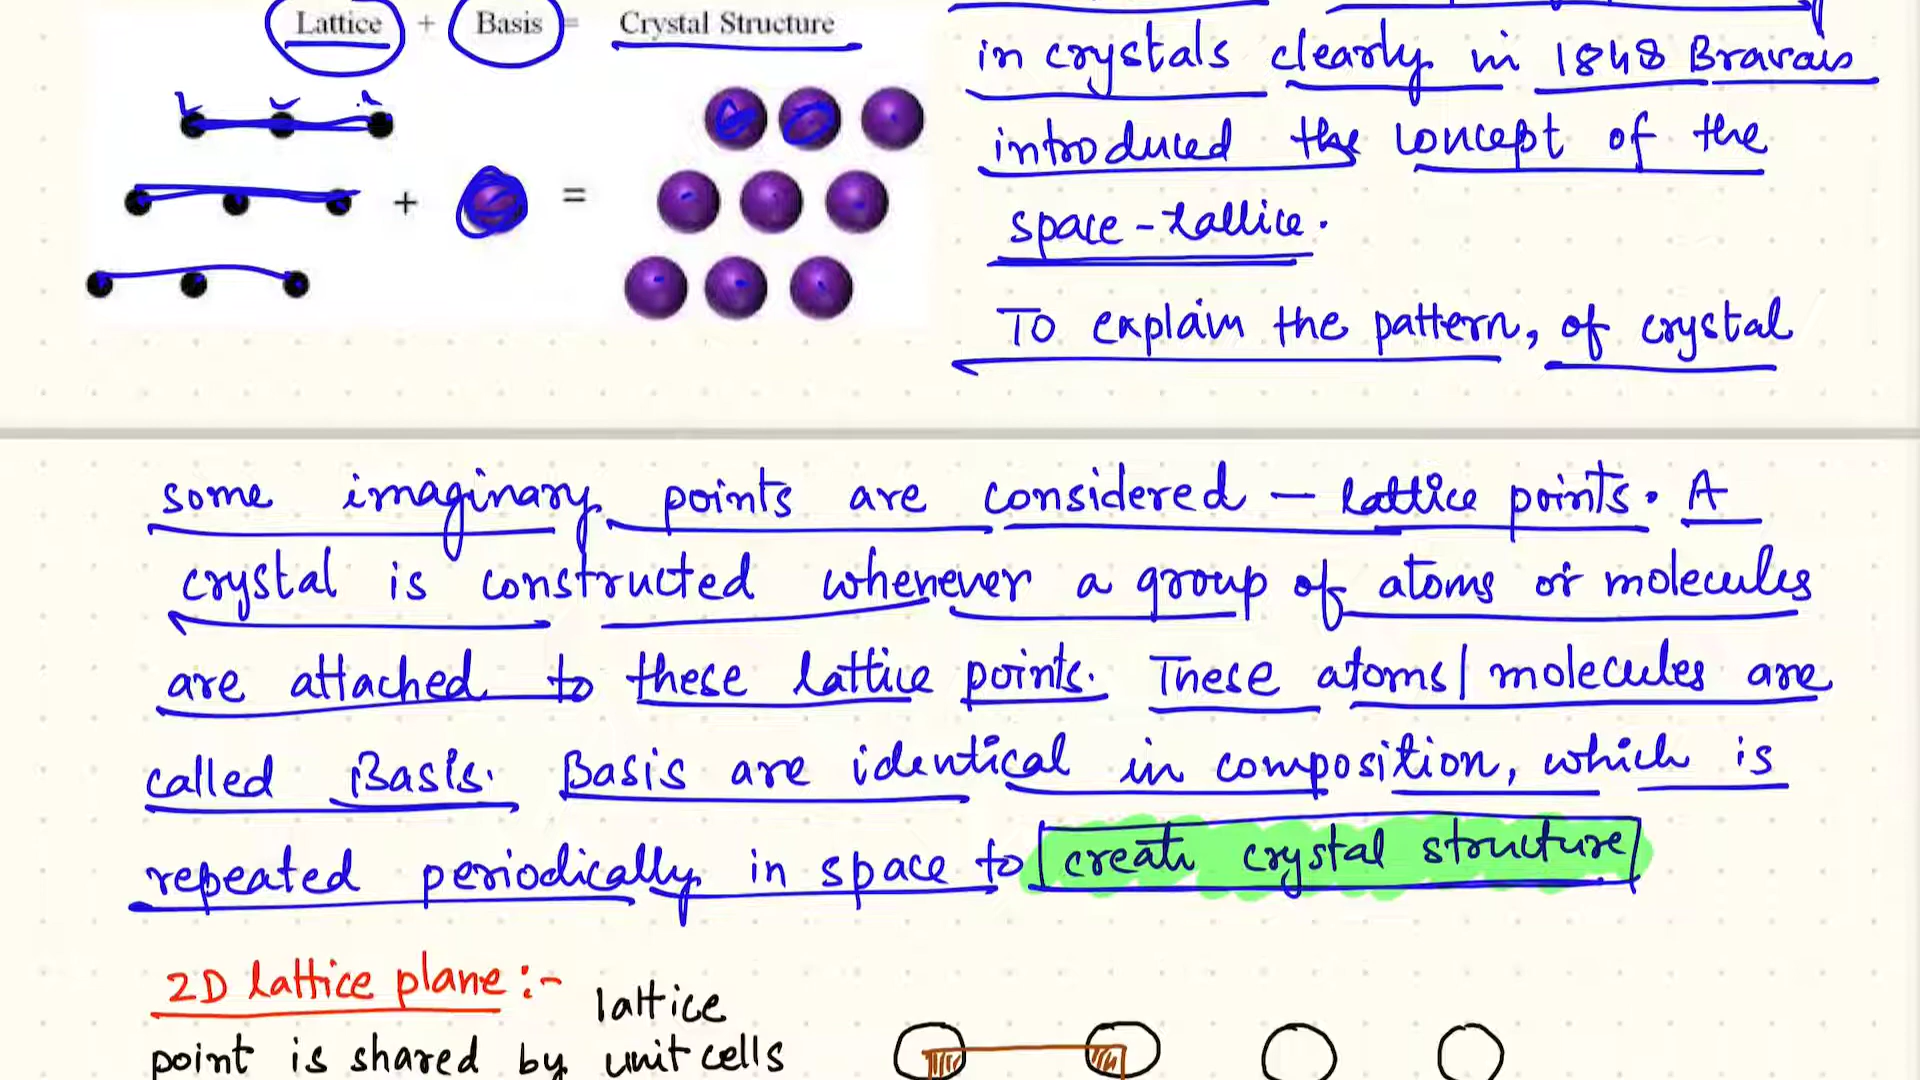 Lattice + Basis = Crystal Structure
+ =
in crystals clearly in 1848 Bravais
introduced the concept of the
space-lattice.
To explain the pattern, of crystal
some imaginary points are considered – lattice points. A
crystal is constructed whenever a group of atoms or molecules
are attached to these lattice points. These atoms/molecules are
called Basis. Basis are identical in composition, which is
repeated periodically in space to create crystal structure
2D lattice plane:- lattice
point is shared by unit cells